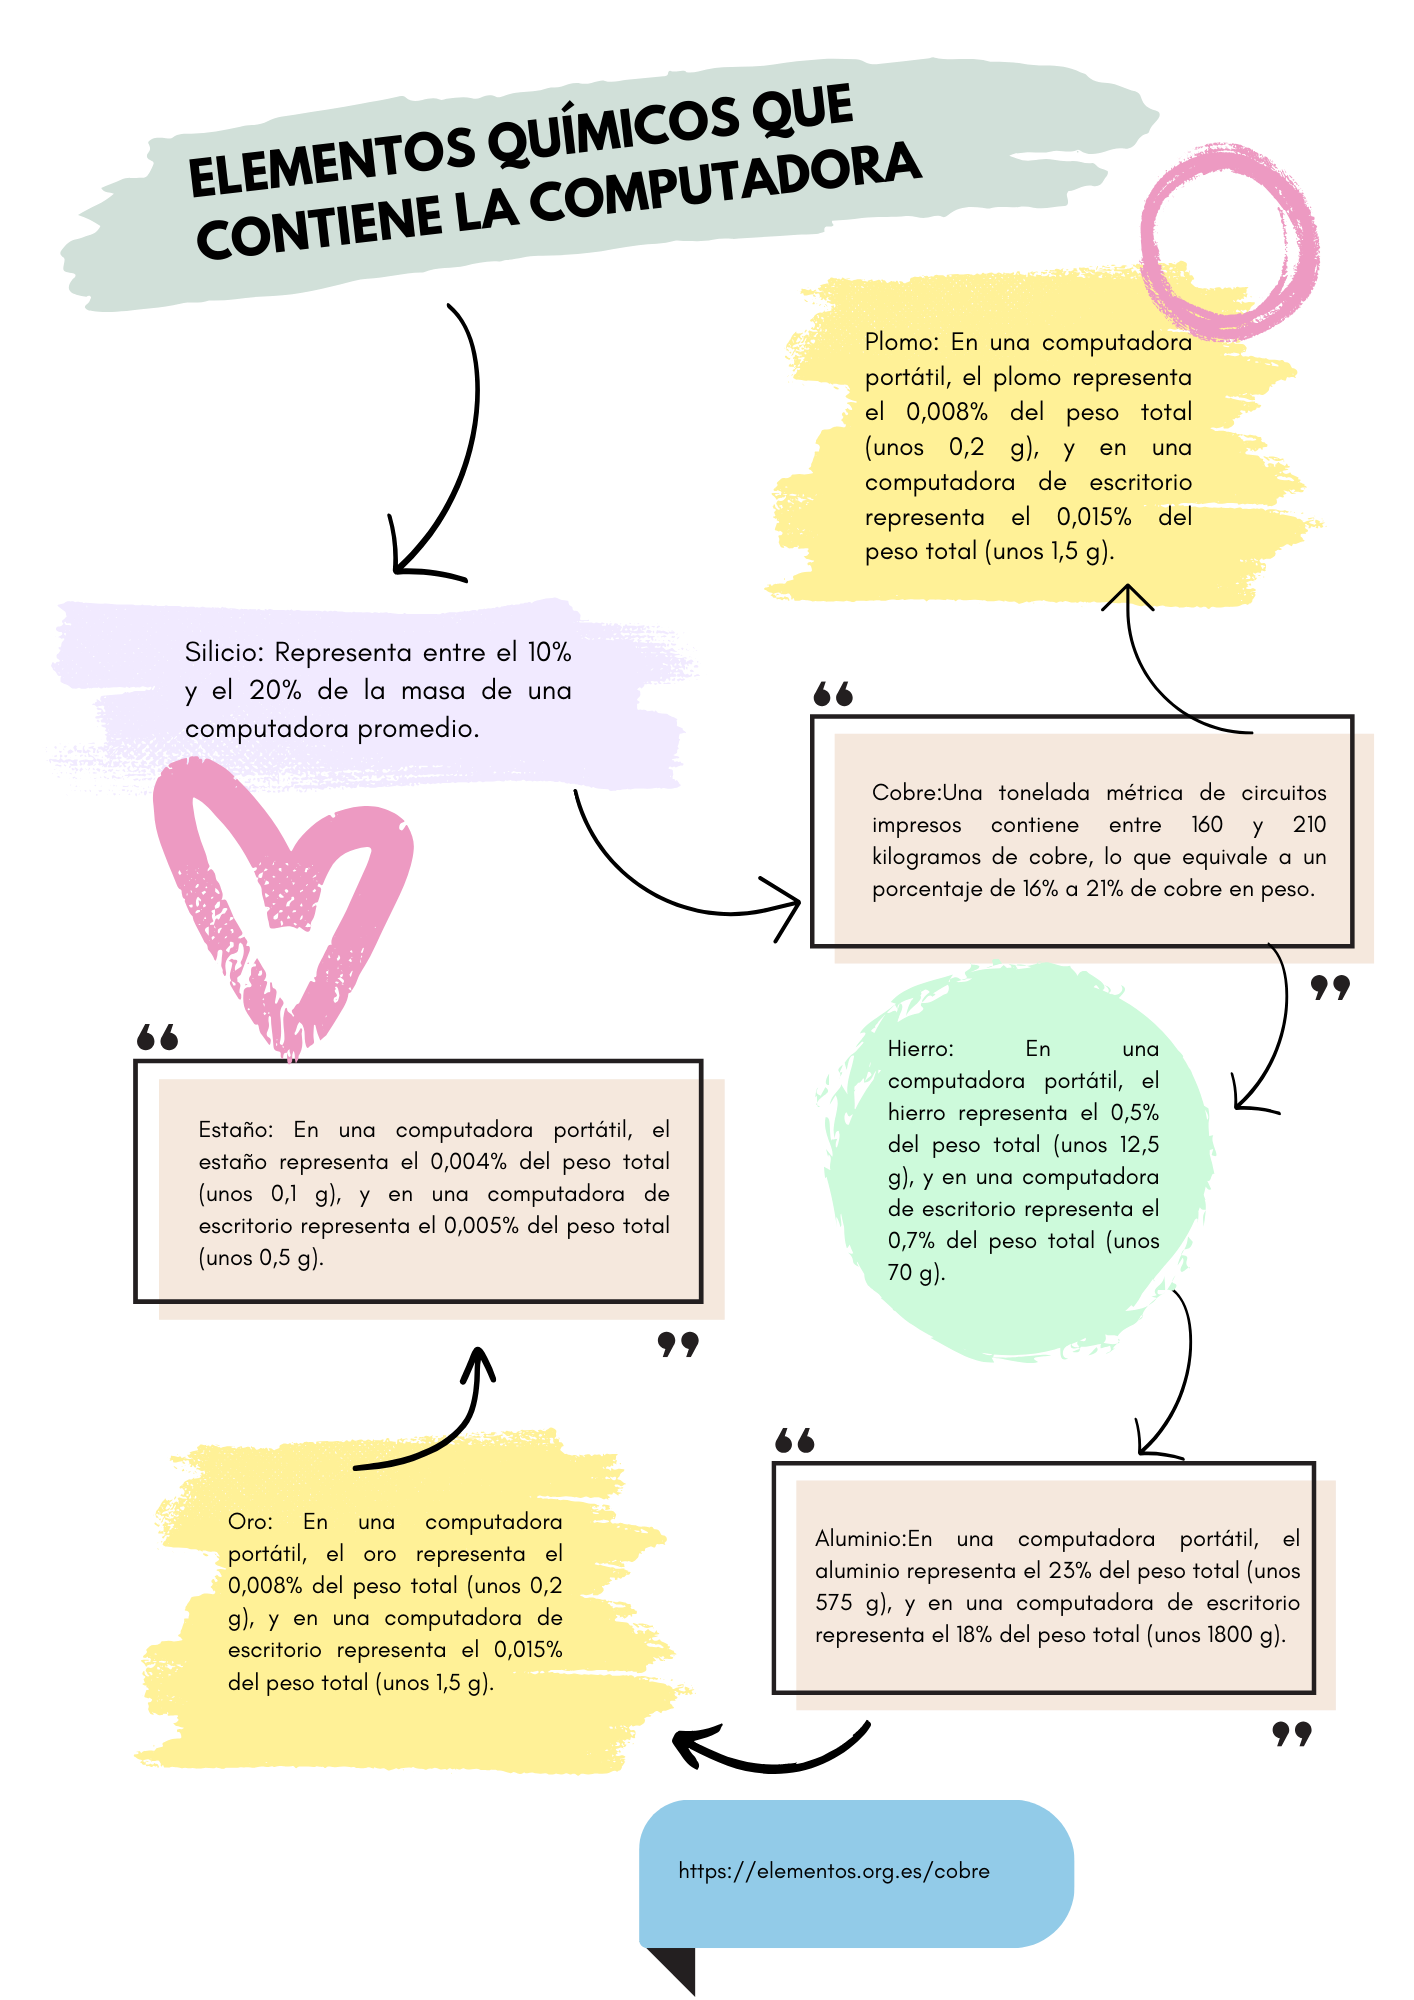 ELEMENTOS QUÍMICOS QUE
CONTIENE LA COMPUTADORA
Plomo: En una computadora
portátil, el plomo representa
el 0,008% del peso total
(unos 0,2 g), y en una
computadora de escritorio
representa el 0,015% del
peso total (unos 1,5 g).
Silicio: Representa entre el 10%
y el 20% de la masa de una
computadora promedio.
“
Cobre:Una tonelada métrica de circuitos
impresos contiene entre 160 y 210
kilogramos de cobre, lo que equivale a un
porcentaje de 16% a 21% de cobre en peso.
”
Hierro: En una
computadora portátil, el
hierro representa el 0,5%
del peso total (unos 12,5
g), y en una computadora
de escritorio representa el
0,7% del peso total (unos
70 g).
“
Estaño: En una computadora portátil, el
estaño representa el 0,004% del peso total
(unos 0,1 g), y en una computadora de
escritorio representa el 0,005% del peso total
(unos 0,5 g).
”
“
Aluminio:En una computadora portátil, el
aluminio representa el 23% del peso total (unos
575 g), y en una computadora de escritorio
representa el 18% del peso total (unos 1800 g).
”
Oro: En una computadora
portátil, el oro representa el
0,008% del peso total (unos 0,2
g), y en una computadora de
escritorio representa el 0,015%
del peso total (unos 1,5 g).
https://elementos.org.es/cobre